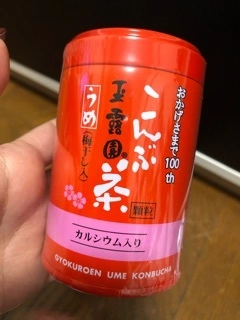 おかげさまで100th
こんぶ茶
顆粒
玉露園
うめ
(梅干し入)
カルシウム入り
GYOKUROEN UME KONBUCHA